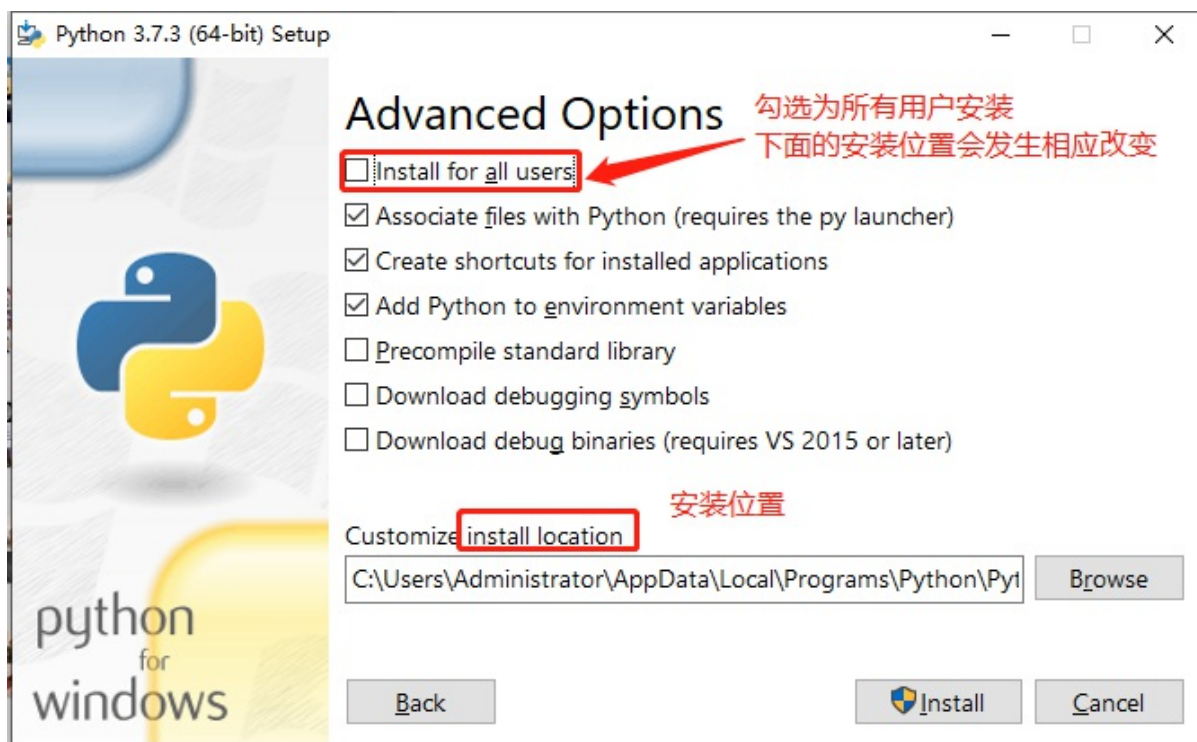 Python 3.7.3 (64-bit) Setup
Advanced Options
勾选为所有用户安装
下面的安装位置会发生相应改变
Install for all users
Associate files with Python (requires the py launcher)
Create shortcuts for installed applications
Add Python to environment variables
Precompile standard library
Download debugging symbols
Download debug binaries (requires VS 2015 or later)
安装位置
Customize install location
C:\Users\Administrator\AppData\Local\Programs\Python\Pyt
Browse
python
for
windows
Back
Install
Cancel